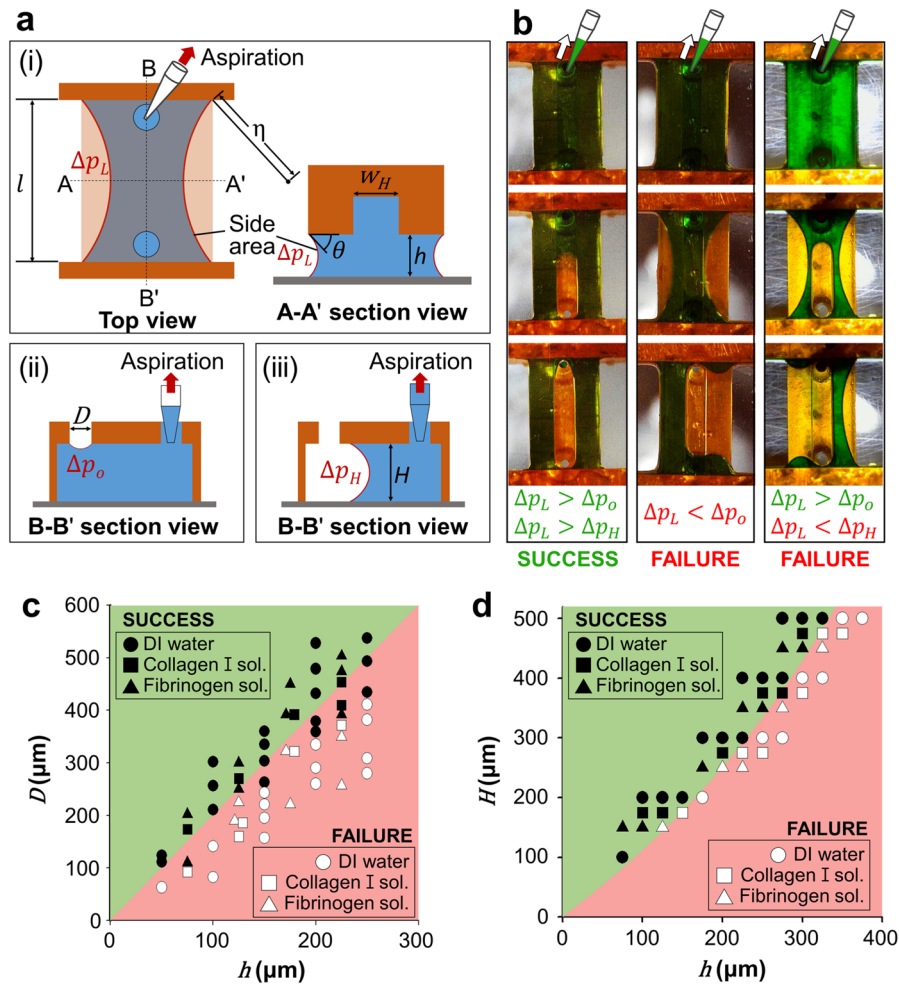 a
(i)
B
Aspiration
η
l
Δp_L
A
A'
Side
area
B'
Top view
w_H
Δp_L
θ
h
A-A' section view
(ii)
Aspiration
D
Δp_o
B-B' section view
(iii)
Aspiration
Δp_H
H
B-B' section view
b
Δp_L > Δp_o
Δp_L > Δp_H
SUCCESS
Δp_L < Δp_o
FAILURE
Δp_L > Δp_o
Δp_L < Δp_H
FAILURE
c
600
500
400
300
200
100
0
D (µm)
SUCCESS
DI water
Collagen I sol.
Fibrinogen sol.
FAILURE
DI water
Collagen I sol.
Fibrinogen sol.
0 100 200 300
h (µm)
d
500
400
300
200
100
0
H (µm)
SUCCESS
DI water
Collagen I sol.
Fibrinogen sol.
FAILURE
DI water
Collagen I sol.
Fibrinogen sol.
0 100 200 300 400
h (µm)